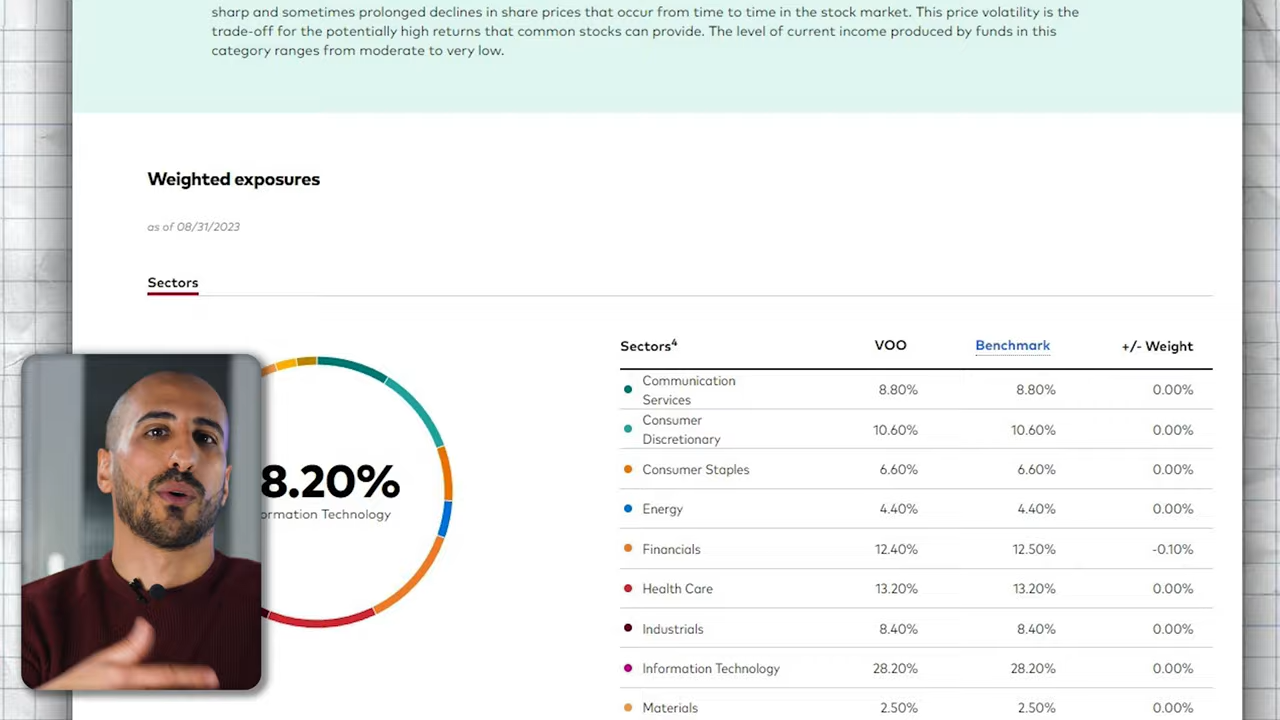 sharp and sometimes prolonged declines in share prices that occur from time to time in the stock market. This price volatility is the
trade-off for the potentially high returns that common stocks can provide. The level of current income produced by funds in this
category ranges from moderate to very low.
Weighted exposures
as of 08/31/2023
Sectors
8.20%
ormation Technology
Sectors4 VOO Benchmark +/- Weight
Communication
Services 8.80% 8.80% 0.00%
Consumer
Discretionary 10.60% 10.60% 0.00%
Consumer Staples 6.60% 6.60% 0.00%
Energy 4.40% 4.40% 0.00%
Financials 12.40% 12.50% -0.10%
Health Care 13.20% 13.20% 0.00%
Industrials 8.40% 8.40% 0.00%
Information Technology 28.20% 28.20% 0.00%
Materials 2.50% 2.50% 0.00%